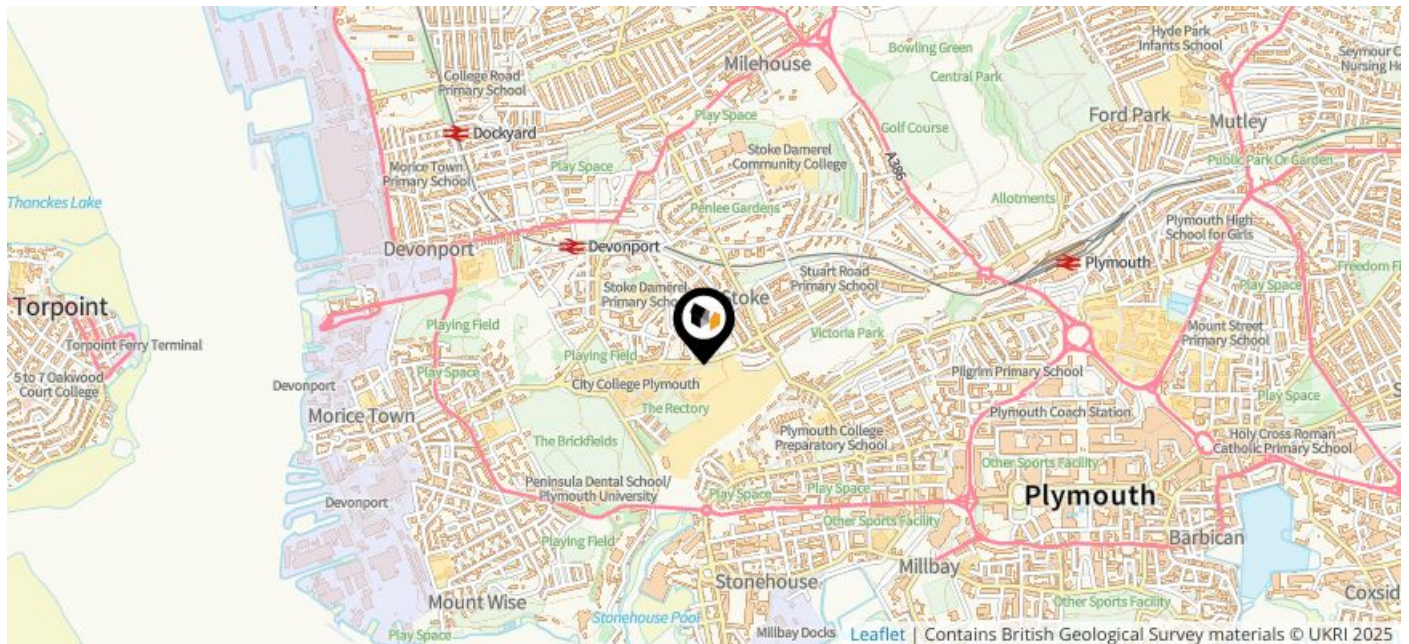 Hyde Park
Infants School
Seymour C
Nursing Ho
Bowling Green
Central Park
Milehouse
College Road
Primary School
Ford Park
Mutley
Play Space
Golf Course
Dockyard
Stoke Damerel
Community College
A386
Play Space
Morice Town
Primary School
Public Park Or Garden
Allotments
Thanckes Lake
Penlee Gardens
Plymouth High
School for Girls
Devonport
Devonport
Plymouth
Freedom Fi
Stoke Damerel
Primary Scho
Stoke
Stuart Road
Primary School
Play Space
Torpoint
Playing Field
Victoria Park
Mount Street
Primary School
Torpoint Ferry Terminal
Playing Field
5 to 7 Oakwood
Court College
Play Space
Devonport
City College Plymouth
Pilgrim Primary School
Play Space
The Rectory
Morice Town
Plymouth Coach Station
The Brickfields
Plymouth College
Preparatory School
Holy Cross Roman
Catholic Primary School
Other Sports Facility
Peninsula Dental School/
Plymouth University
Devonport
Play Space
Play Space
Plymouth
Other Sports Facility
Playing Field
Barbican
Millbay
Stonehouse
Coxsid
Mount Wise
Stonehouse Pool
Other Sports Facility
Play Space
Millbay Docks
Leaflet | Contains British Geological Survey materials © UKRI 2025